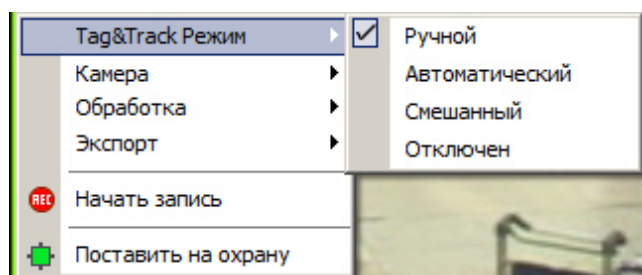 Tag&Track Режим
Камера
Обработка
Экспорт
REC Начать запись
Поставить на охрану
Ручной
Автоматический
Смешанный
Отключен